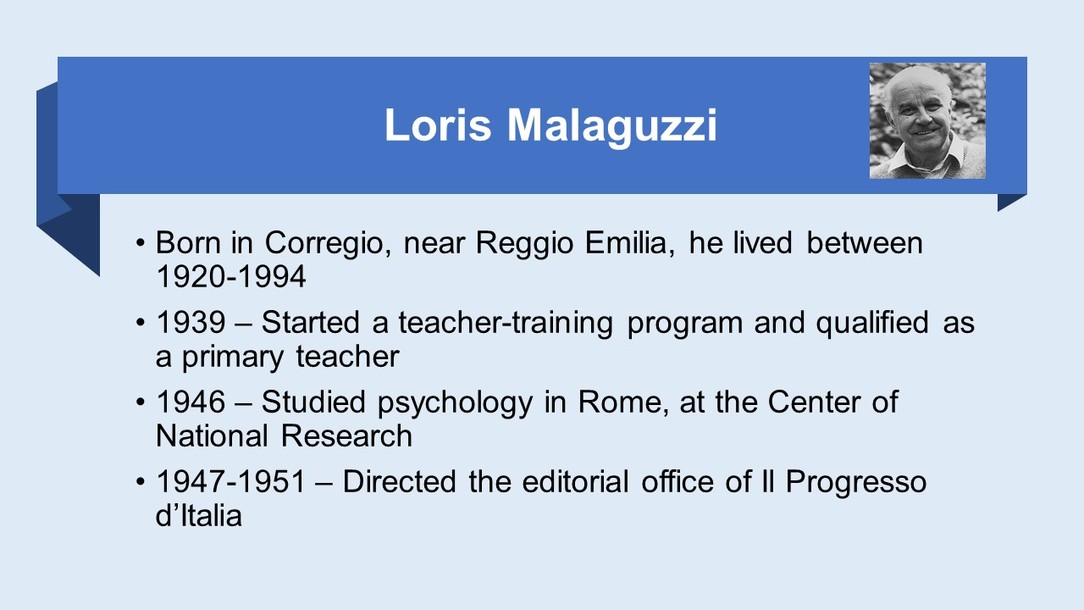 Loris Malaguzzi
• Born in Corregio, near Reggio Emilia, he lived between
1920-1994
• 1939 – Started a teacher-training program and qualified as
a primary teacher
• 1946 – Studied psychology in Rome, at the Center of
National Research
• 1947-1951 – Directed the editorial office of Il Progresso
d’Italia